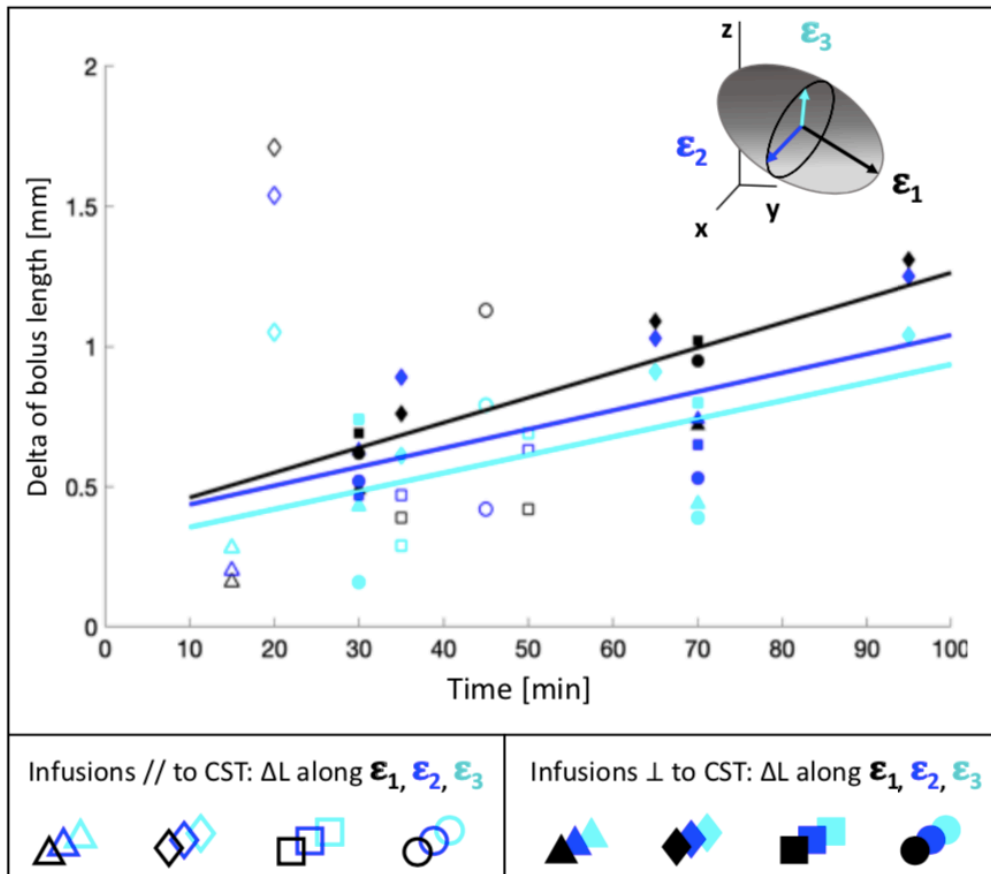 z
ε3
ε2
ε1
x
y
Delta of bolus length [mm]
2
1.5
1
0.5
0
0 10 20 30 40 50 60 70 80 90 100
Time [min]
Infusions // to CST: ΔL along ε1, ε2, ε3
Infusions ⊥ to CST: ΔL along ε1, ε2, ε3